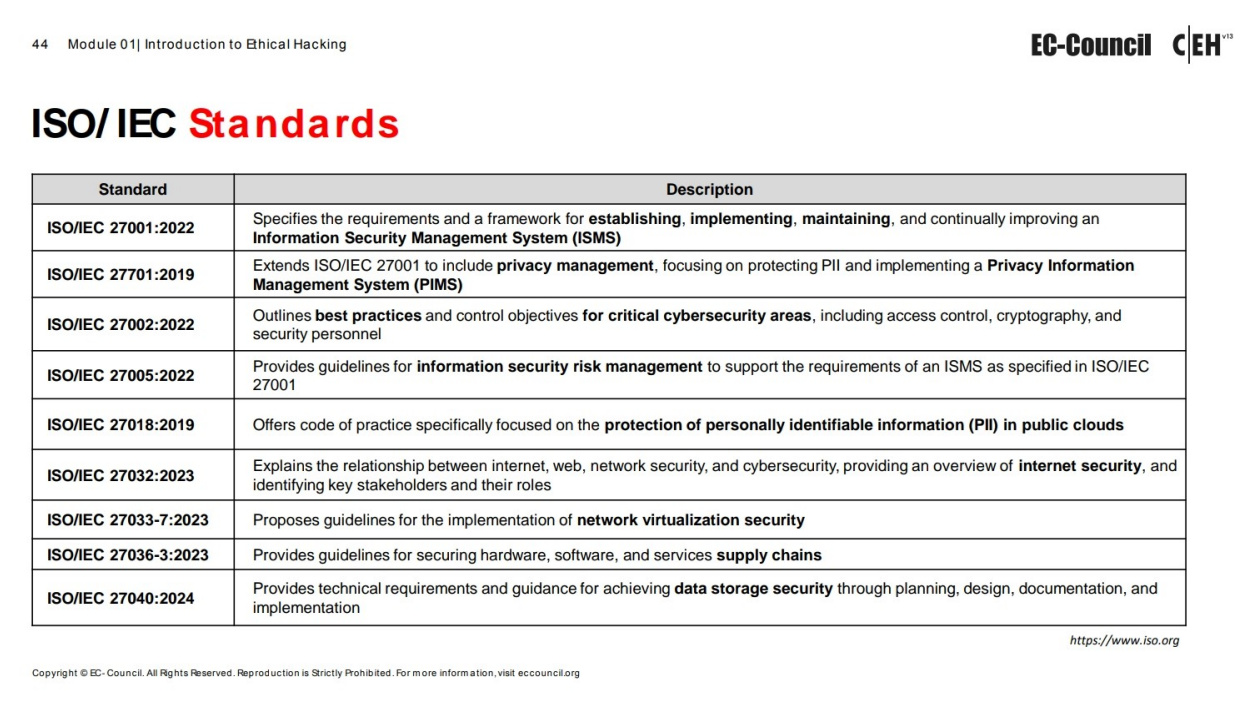 44 Module 01| Introduction to Ethical Hacking
EC-Council C|EH v13
ISO/IEC Standards
Standard Description
ISO/IEC 27001:2022
Specifies the requirements and a framework for establishing, implementing, maintaining, and continually improving an
Information Security Management System (ISMS)
ISO/IEC 27701:2019
Extends ISO/IEC 27001 to include privacy management, focusing on protecting PII and implementing a Privacy Information
Management System (PIMS)
ISO/IEC 27002:2022
Outlines best practices and control objectives for critical cybersecurity areas, including access control, cryptography, and
security personnel
ISO/IEC 27005:2022
Provides guidelines for information security risk management to support the requirements of an ISMS as specified in ISO/IEC
27001
ISO/IEC 27018:2019
Offers code of practice specifically focused on the protection of personally identifiable information (PII) in public clouds
ISO/IEC 27032:2023
Explains the relationship between internet, web, network security, and cybersecurity, providing an overview of internet security, and
identifying key stakeholders and their roles
ISO/IEC 27033-7:2023
Proposes guidelines for the implementation of network virtualization security
ISO/IEC 27036-3:2023
Provides guidelines for securing hardware, software, and services supply chains
ISO/IEC 27040:2024
Provides technical requirements and guidance for achieving data storage security through planning, design, documentation, and
implementation
https://www.iso.org
Copyright © EC-Council. All Rights Reserved. Reproduction is Strictly Prohibited. For more information, visit eccouncil.org